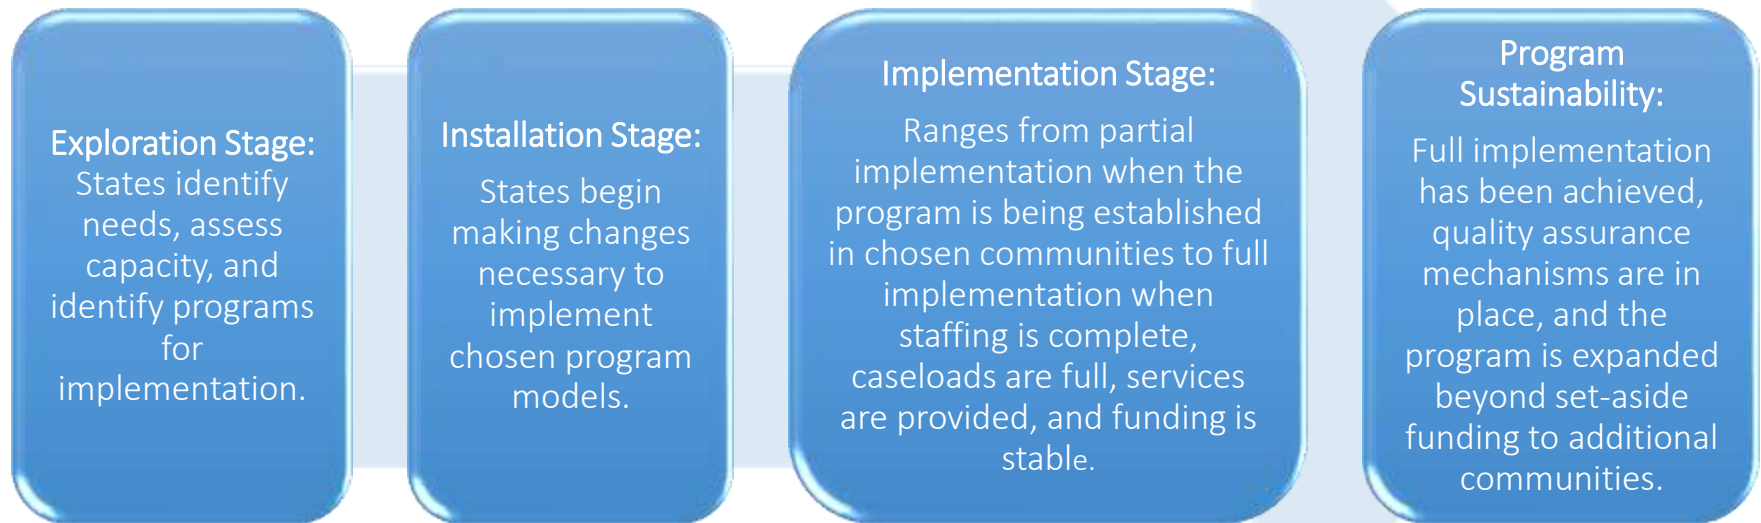 Exploration Stage:
States identify
needs, assess
capacity, and
identify programs
for
implementation.
Installation Stage:
States begin
making changes
necessary to
implement
chosen program
models.
Implementation Stage:
Ranges from partial
implementation when the
program is being established
in chosen communities to full
implementation when
staffing is complete,
caseloads are full, services
are provided, and funding is
stable.
Program
Sustainability:
Full implementation
has been achieved,
quality assurance
mechanisms are in
place, and the
program is expanded
beyond set-aside
funding to additional
communities.